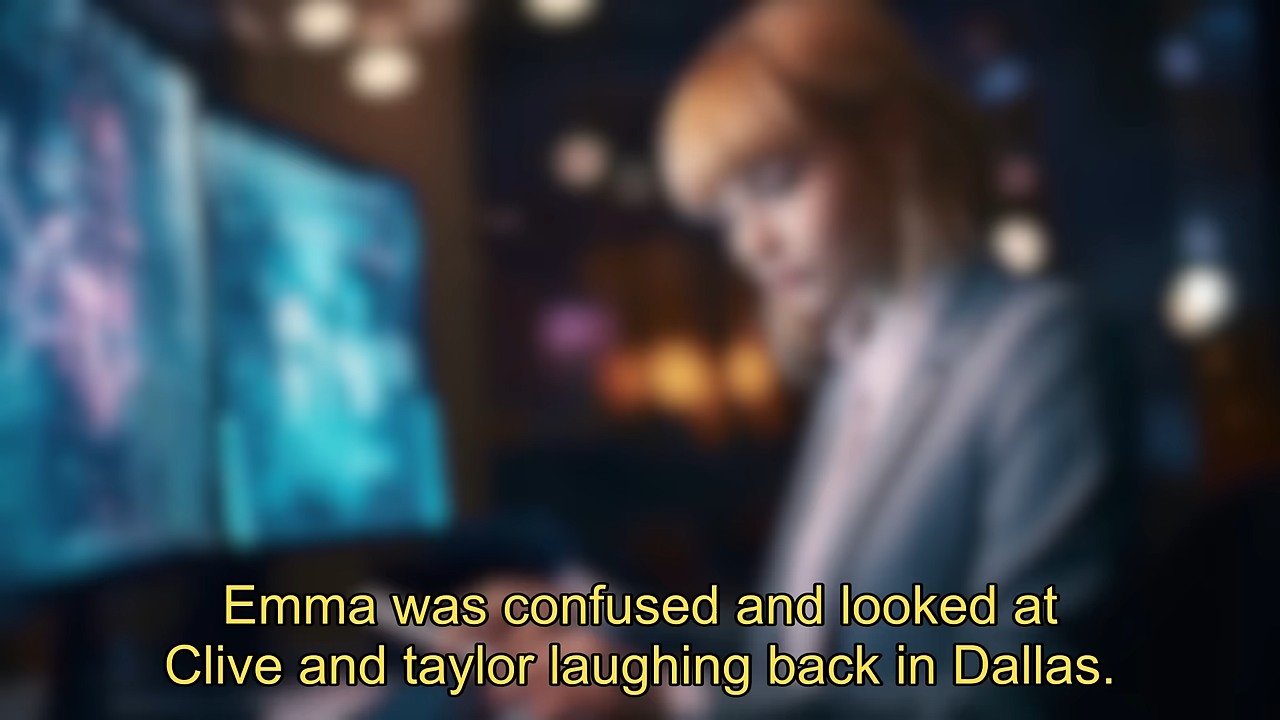 Emma was confused and looked at
Clive and taylor laughing back in Dallas.